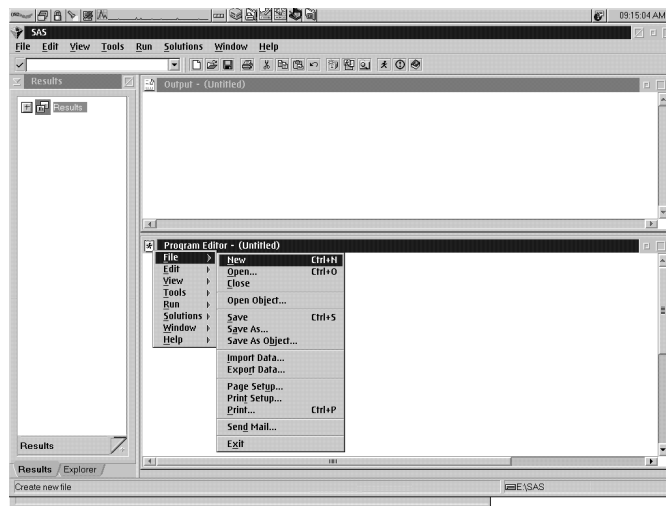 09:15:04 AM
SAS
File Edit View Tools Run Solutions Window Help
Results
Output - (Untitled)
Results
Program Editor - (Untitled)
File
Edit
View
Tools
Run
Solutions
Window
Help
New Ctrl+N
Open... Ctrl+O
Close
Open Object...
Save Ctrl+S
Save As...
Save As Object...
Import Data...
Export Data...
Page Setup...
Print Setup...
Print... Ctrl+P
Send Mail...
Exit
Results
Results Explorer
Create new file
E:\SAS